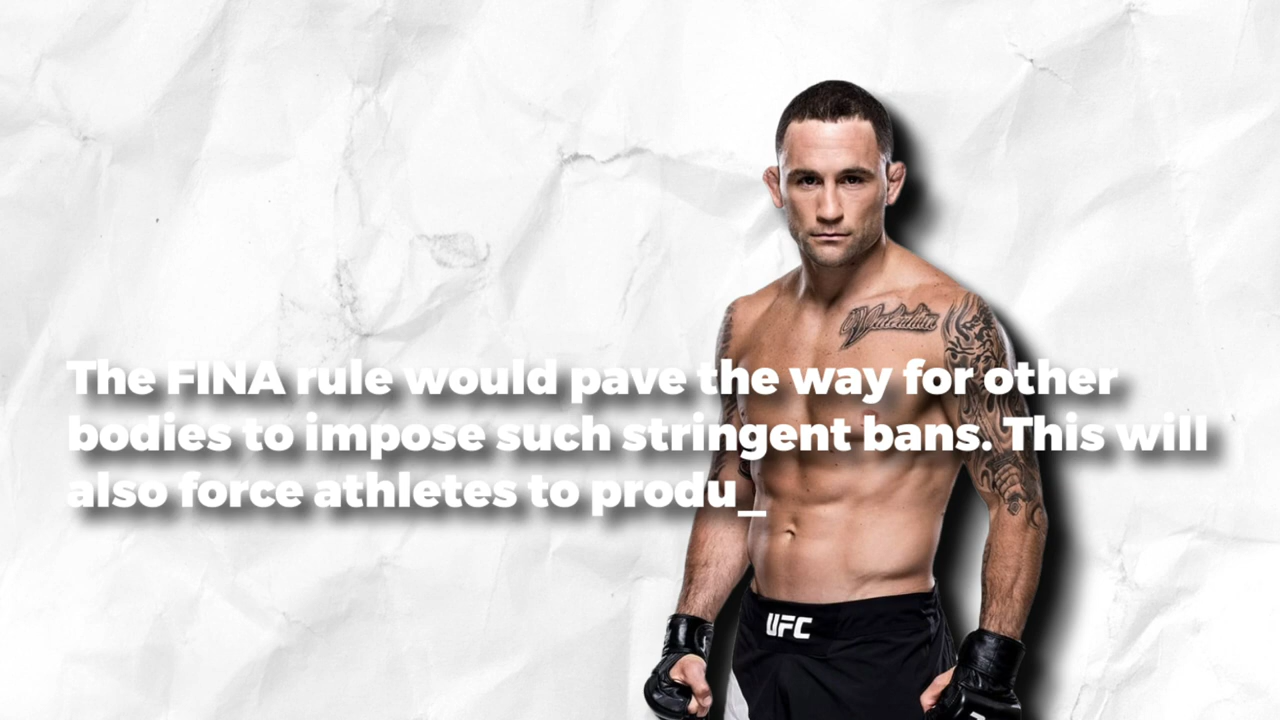 The FINA rule would pave the way for other
bodies to impose such stringent bans. This will
also force athletes to produ_
UFC